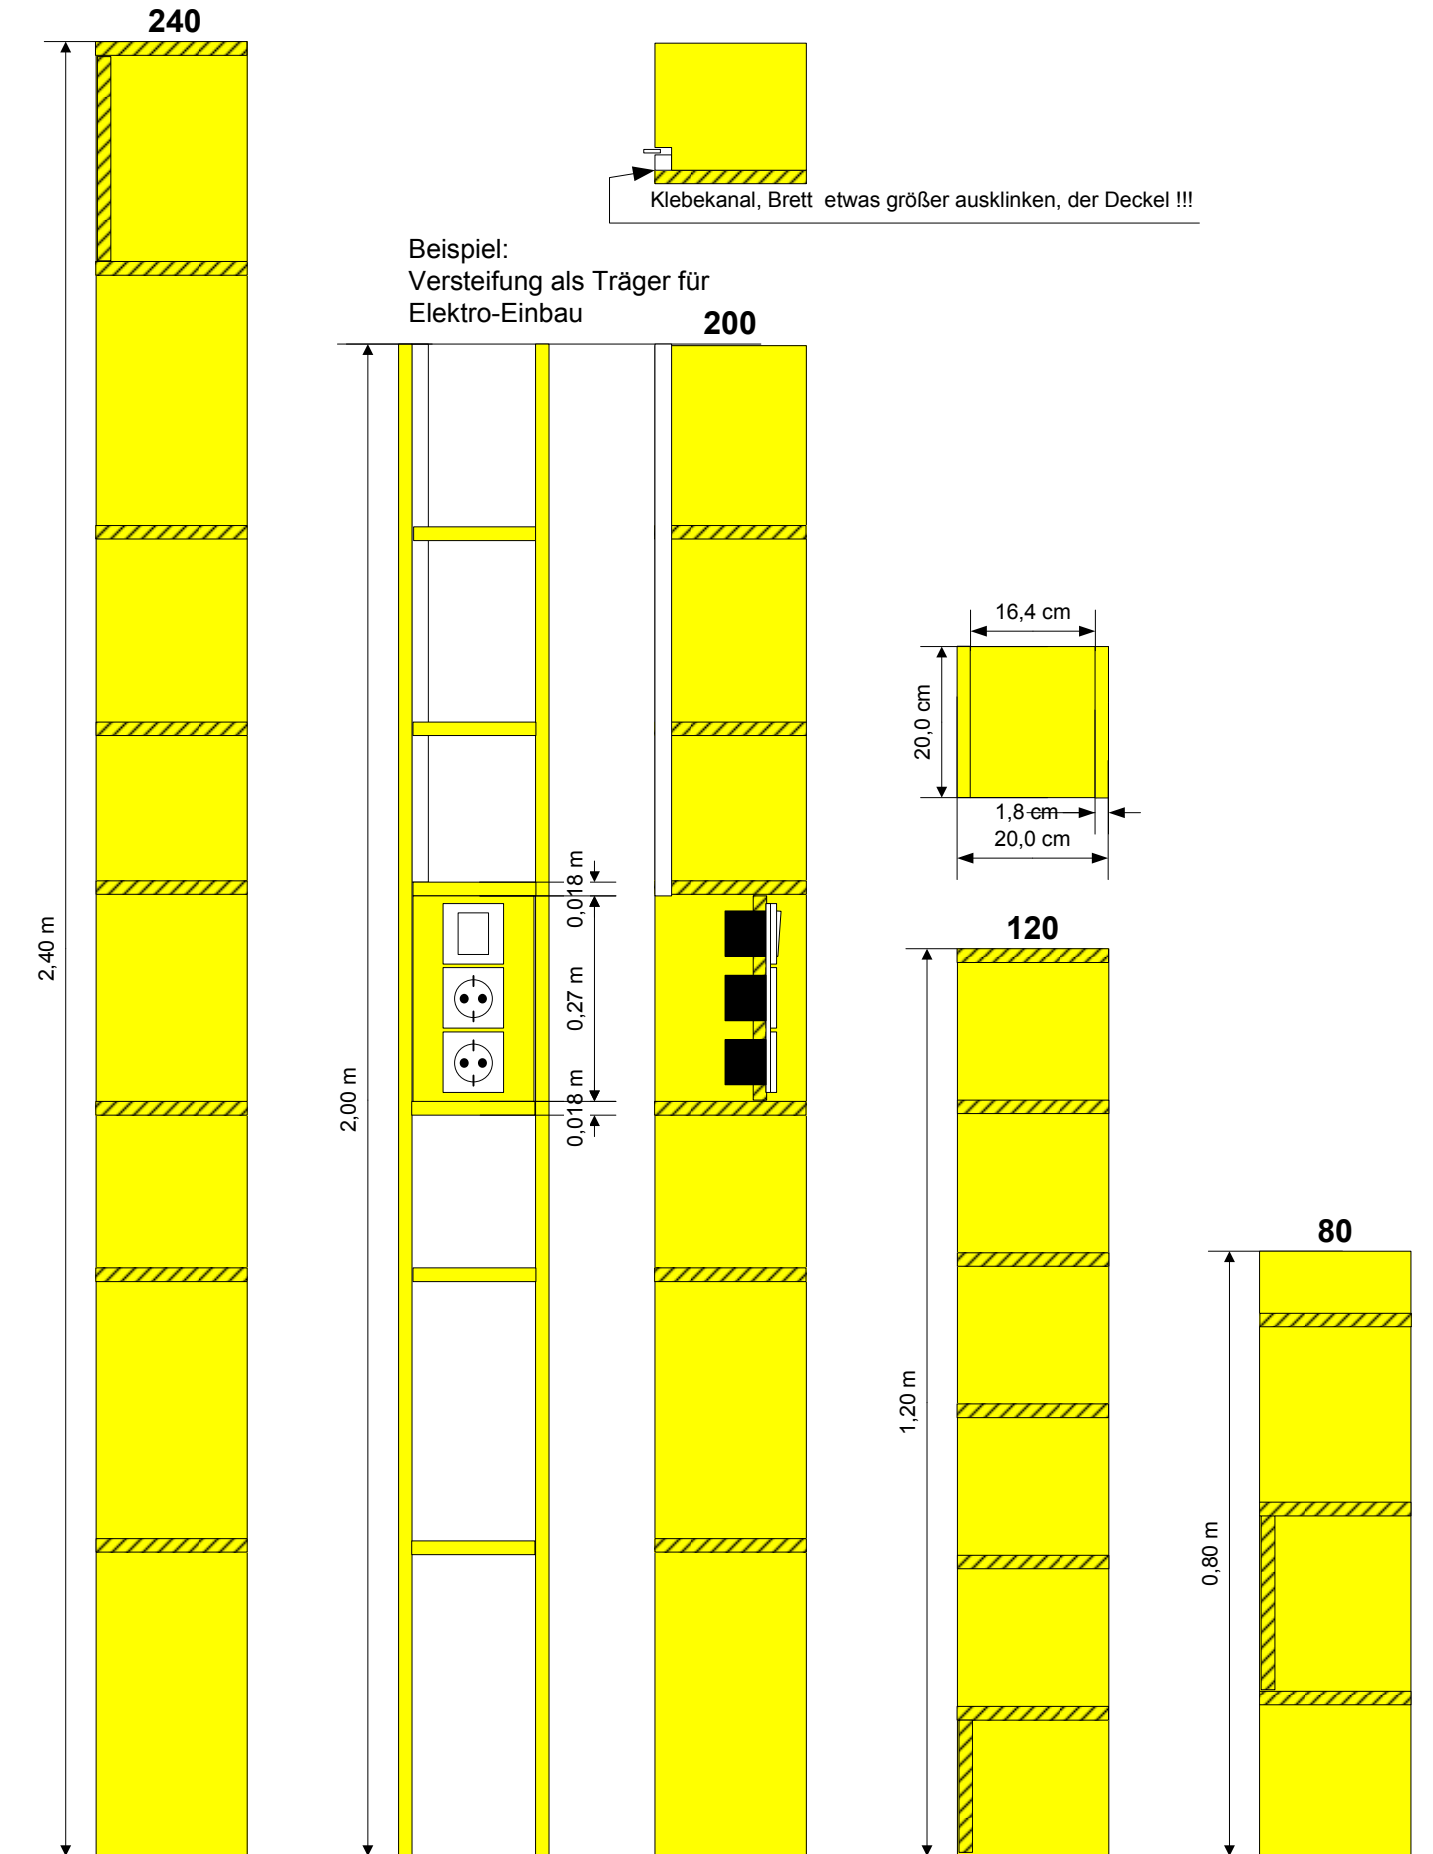 240
Klebekanal, Brett etwas größer ausklinken, der Deckel !!!
Beispiel:
Versteifung als Träger für
Elektro-Einbau
200
16,4 cm
20,0 cm
1,8 cm
20,0 cm
0,018 m
120
2,40 m
0,27 m
2,00 m
0,018 m
80
1,20 m
0,80 m